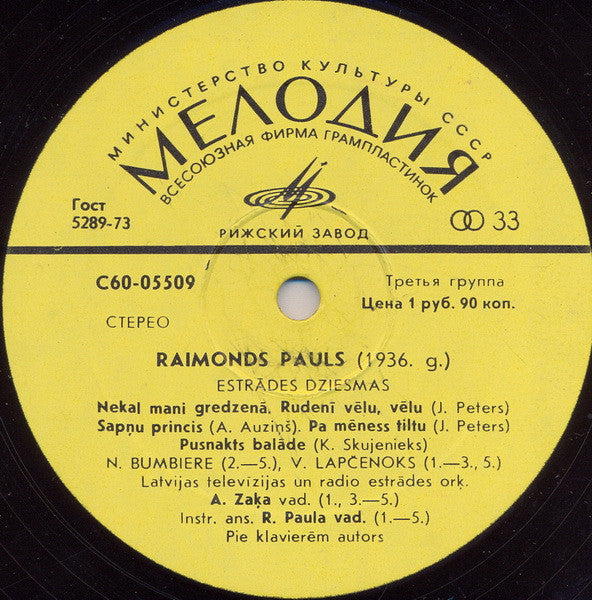 МИНИСТЕРСТВО КУЛЬТУРЫ СССР
МЕЛОДИЯ
ВСЕСОЮЗНАЯ ФИРМА ГРАМПЛАСТИНОК
Гост
5289-73
33
РИЖСКИЙ ЗАВОД
С60-05509
Третья группа
Цена 1 руб. 90 коп.
СТЕРЕО
RAIMONDS PAULS (1936. g.)
ESTRĀDES DZIESMAS
Nekal mani gredzenā. Rudenī vēlu, vēlu (J. Peters)
Sapņu princis (A. Auziņš). Pa mēness tiltu (J. Peters)
Pusnakts balāde (K. Skujenieks)
N. BUMBIERE (2.—5.), V. LAPČENOKS (1.—3., 5.)
Latvijas televīzijas un radio estrādes orķ.
A. Zaķa vad. (1., 3.—5.)
Instr. ans. R. Paula vad. (1.—5.)
Pie klavierēm autors